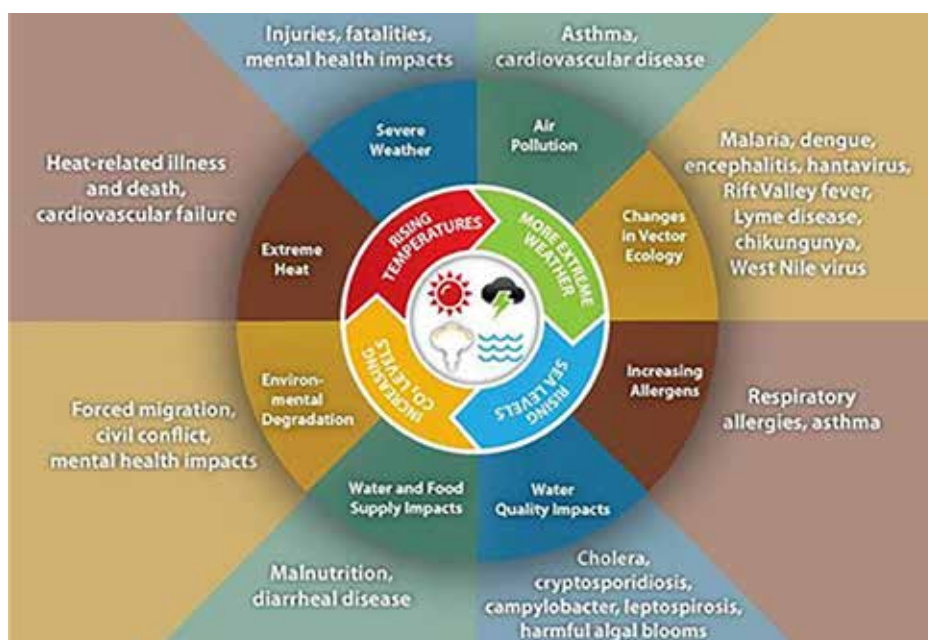 Injuries, fatalities,
mental health impacts
Asthma,
cardiovascular disease
Severe
Weather
Air
Pollution
Heat-related illness
and death,
cardiovascular failure
Malaria, dengue,
encephalitis, hantavirus,
Rift Valley fever,
Lyme disease,
chikungunya,
West Nile virus
Extreme
Heat
RISING
TEMPERATURES
MORE EXTREME
WEATHER
Changes
in Vector
Ecology
Environ-
mental
Degradation
INCREASING
CO₂ LEVELS
RISING
SEA LEVELS
Increasing
Allergens
Forced migration,
civil conflict,
mental health impacts
Respiratory
allergies, asthma
Water and Food
Supply Impacts
Water
Quality Impacts
Malnutrition,
diarrheal disease
Cholera,
cryptosporidiosis,
campylobacter, leptospirosis,
harmful algal blooms